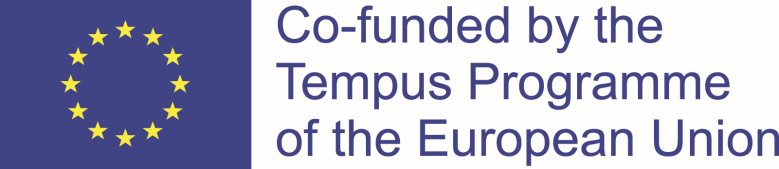 Co-funded by the
Tempus Programme
of the European Union